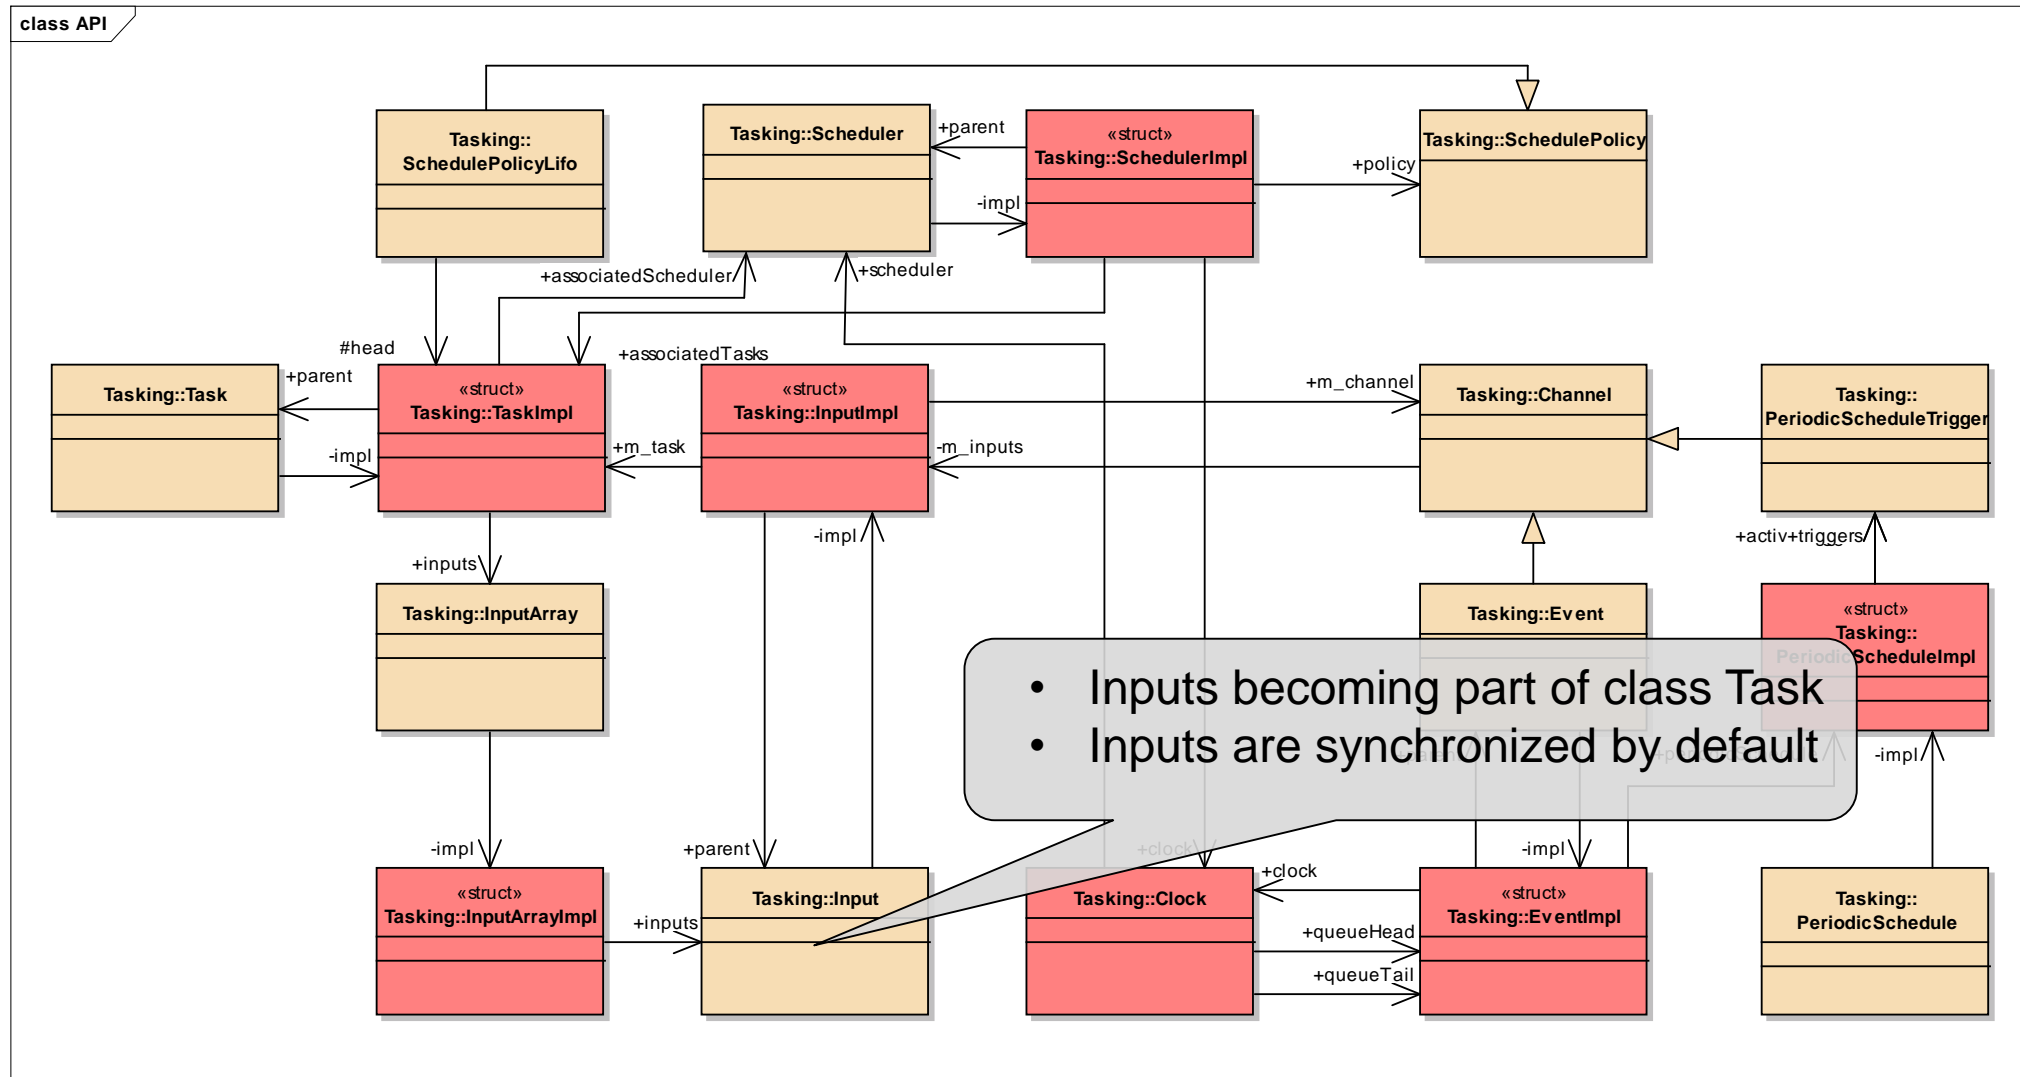 class API
Tasking::
SchedulePolicyLifo
Tasking::Scheduler
+parent
-impl
«struct»
Tasking::SchedulerImpl
+policy
Tasking::SchedulePolicy
+associatedScheduler
+scheduler
#head
+associatedTasks
Tasking::Task
+parent
-impl
«struct»
Tasking::TaskImpl
+m_task
«struct»
Tasking::InputImpl
+m_channel
-m_inputs
Tasking::Channel
Tasking::
PeriodicScheduleTrigger
+inputs
-impl
+activ+triggers
Tasking::InputArray
Tasking::Event
«struct»
Tasking::
PeriodicScheduleImpl
• Inputs becoming part of class Task
• Inputs are synchronized by default
-impl
-impl
+parent
+clock
-impl
«struct»
Tasking::InputArrayImpl
+inputs
Tasking::Input
Tasking::Clock
+clock
+queueHead
+queueTail
«struct»
Tasking::EventImpl
Tasking::
PeriodicSchedule